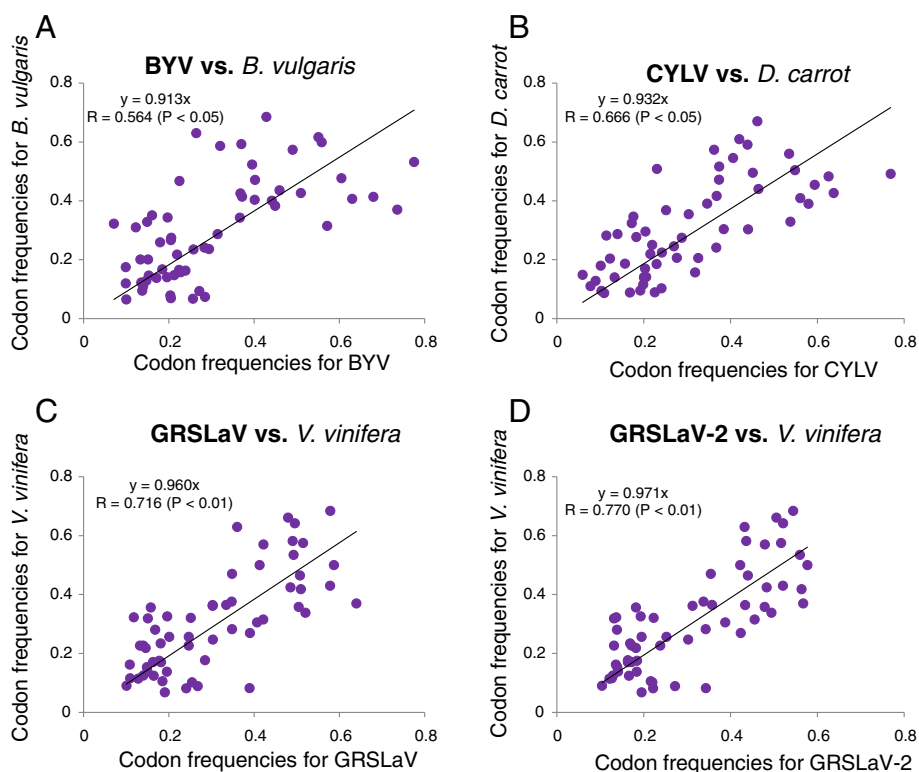 A
BYV vs. B. vulgaris
y = 0.913x
R = 0.564 (P < 0.05)
Codon frequencies for B. vulgaris
0.8
0.6
0.4
0.2
0
0
0.2
0.4
0.6
0.8
Codon frequencies for BYV
B
CYLV vs. D. carrot
y = 0.932x
R = 0.666 (P < 0.05)
Codon frequencies for D. carrot
0.8
0.6
0.4
0.2
0
0
0.2
0.4
0.6
0.8
Codon frequencies for CYLV
C
GRSLaV vs. V. vinifera
y = 0.960x
R = 0.716 (P < 0.01)
Codon frequencies for V. vinifera
0.8
0.6
0.4
0.2
0
0
0.2
0.4
0.6
0.8
Codon frequencies for GRSLaV
D
GRSLaV-2 vs. V. vinifera
y = 0.971x
R = 0.770 (P < 0.01)
Codon frequencies for V. vinifera
0.8
0.6
0.4
0.2
0
0
0.2
0.4
0.6
0.8
Codon frequencies for GRSLaV-2